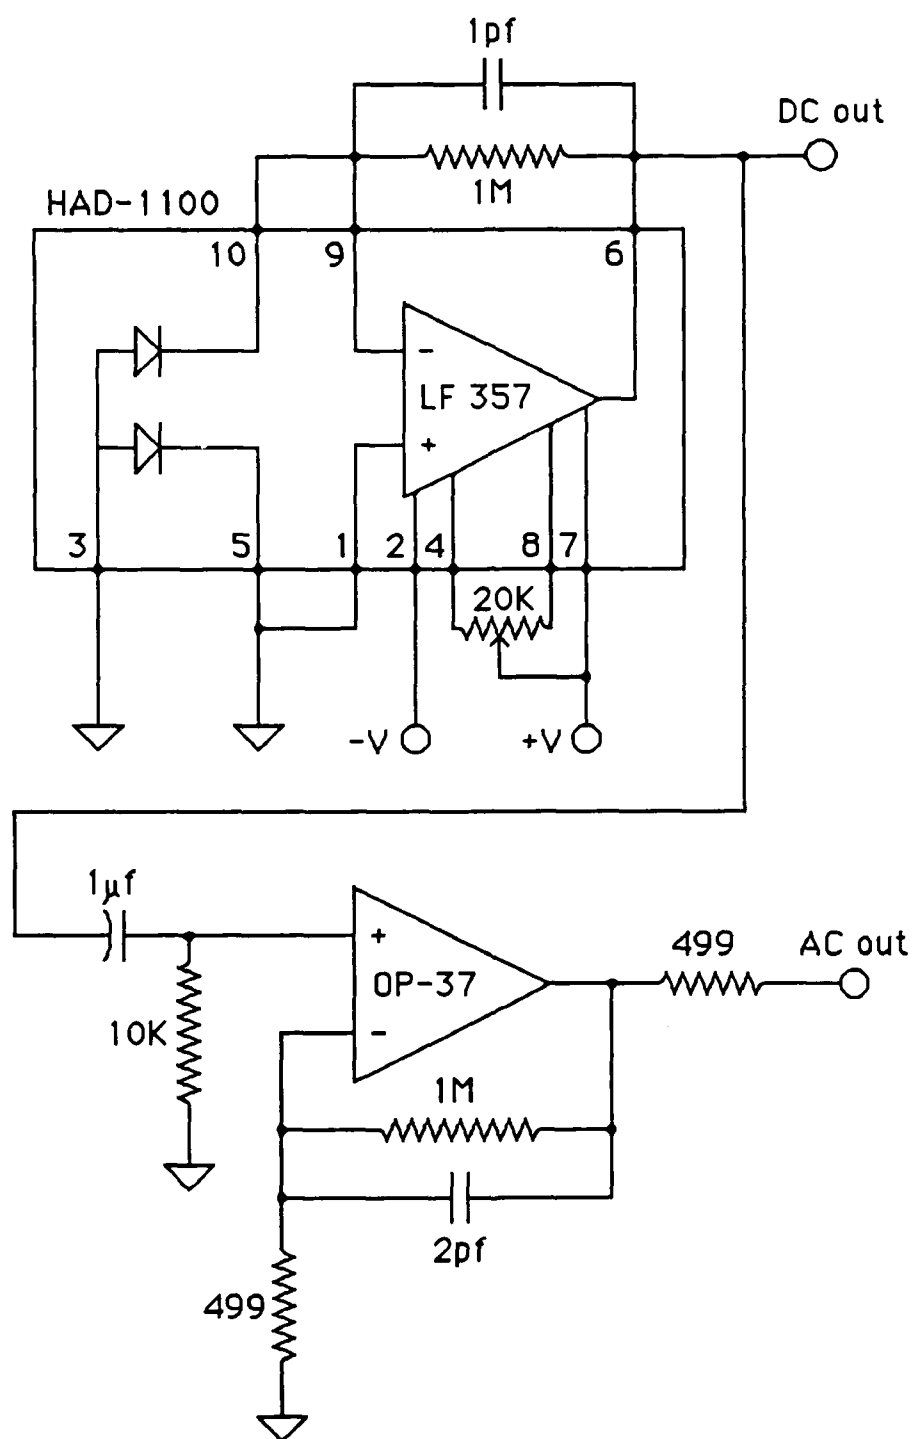 1pf
DC out
1M
HAD-1100
10 9 6
-
LF 357
+
3 5 1 2 4 8 7
20K
-V +V
1µf
+
OP-37
-
499
AC out
10K
1M
2pf
499